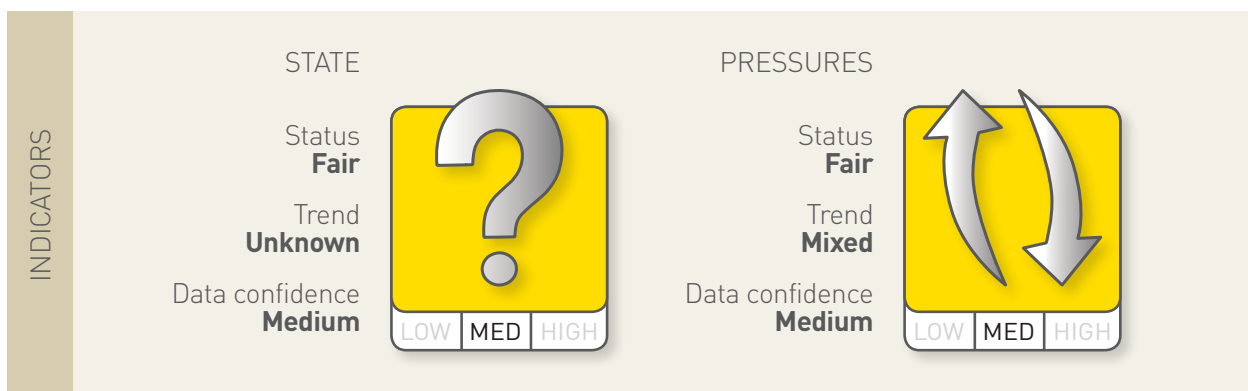 INDICATORS
STATE
Status
Fair
Trend
Unknown
Data confidence
Medium
LOW MED HIGH
PRESSURES
Status
Fair
Trend
Mixed
Data confidence
Medium
LOW MED HIGH